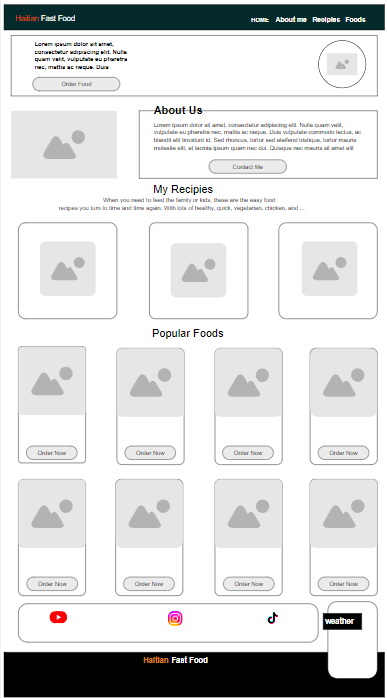 Haitian Fast Food
HOME About me Reoipies Foods
Lorem ipsum dolor sit amet,
consectetur adipiscing elit.
Nulla quam velit, vulputate
quam velit, vulputate eu pharetra
nec, mattis ac neque. Duis
Order Food
About Us
Lorem ipsum dolor sit amet, consectetur adipiscing elit. Nulla quam velit,
vulputate eu pharetra nec, mattis ac neque. Duis vulputate commodo lectus, ac
blandit elit tincidunt id. Sed rhoncus, tortor sed eleifend tristique, tortor mauris
molestie elit, et lacinia ipsum quam nec dui. Quisque nec mauris sit amet elit
Contact Me
My Recipies
When you need to feed the family or kids, these are the easy food
recipes you turn to time and time again. With lots of healthy, quick, vegetarian, chicken, and ...
Popular Foods
Order Now
Order Now
Order Now
Order Now
Order Now
Order Now
Order Now
Order Now
weather
Haitian Fast Food